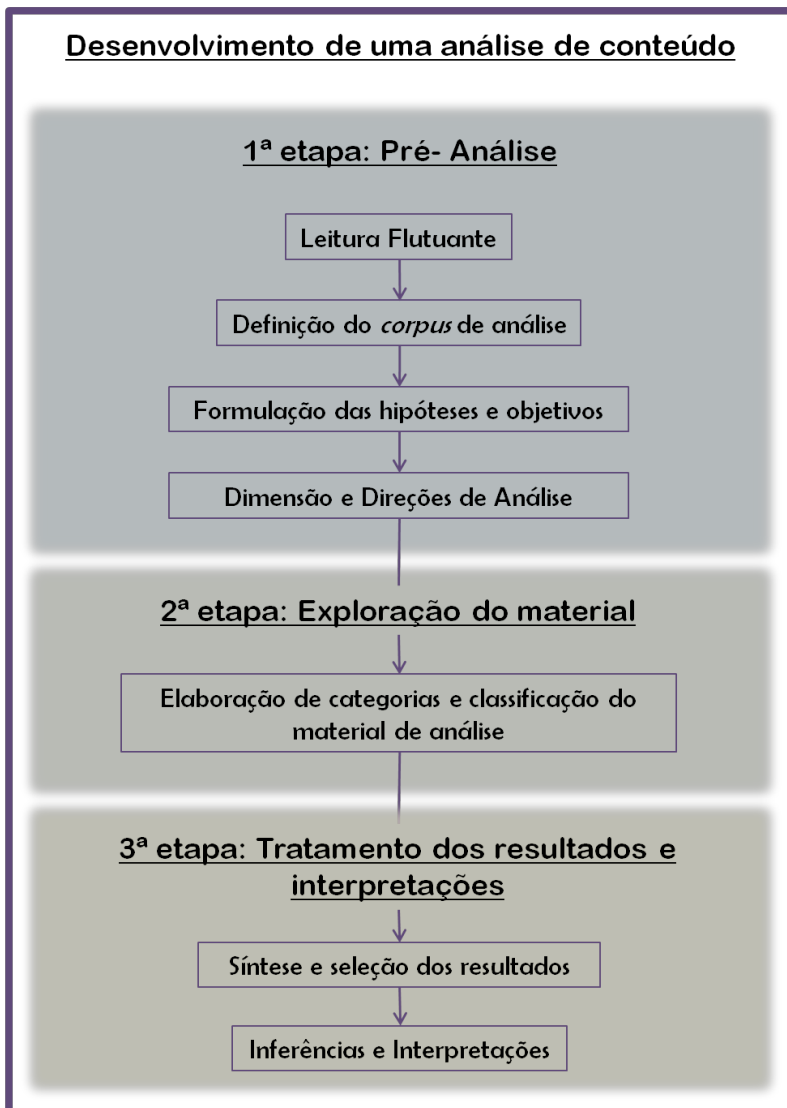 Desenvolvimento de uma análise de conteúdo
1ª etapa: Pré- Análise
Leitura Flutuante
Definição do corpus de análise
Formulação das hipóteses e objetivos
Dimensão e Direções de Análise
2ª etapa: Exploração do material
Elaboração de categorias e classificação do
material de análise
3ª etapa: Tratamento dos resultados e
interpretações
Síntese e seleção dos resultados
Inferências e Interpretações